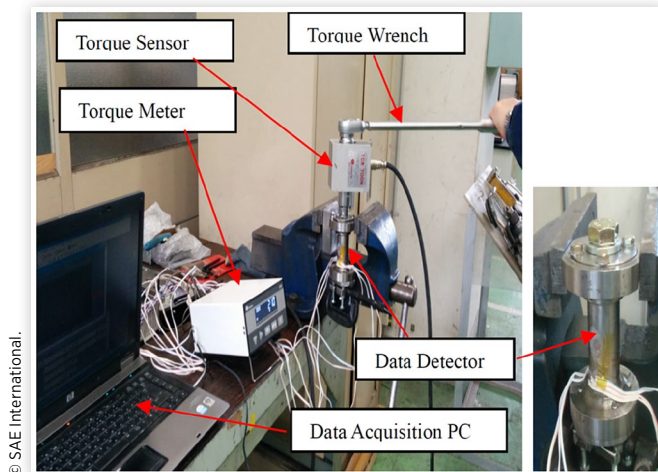 Torque Sensor
Torque Wrench
Torque Meter
Data Detector
Data Acquisition PC
© SAE International.